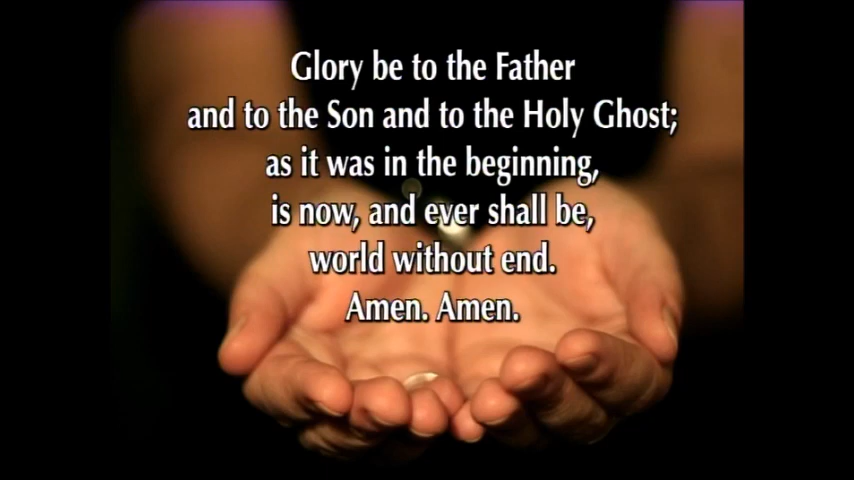 Glory be to the Father
and to the Son and to the Holy Ghost;
as it was in the beginning,
is now, and ever shall be,
world without end.
Amen. Amen.